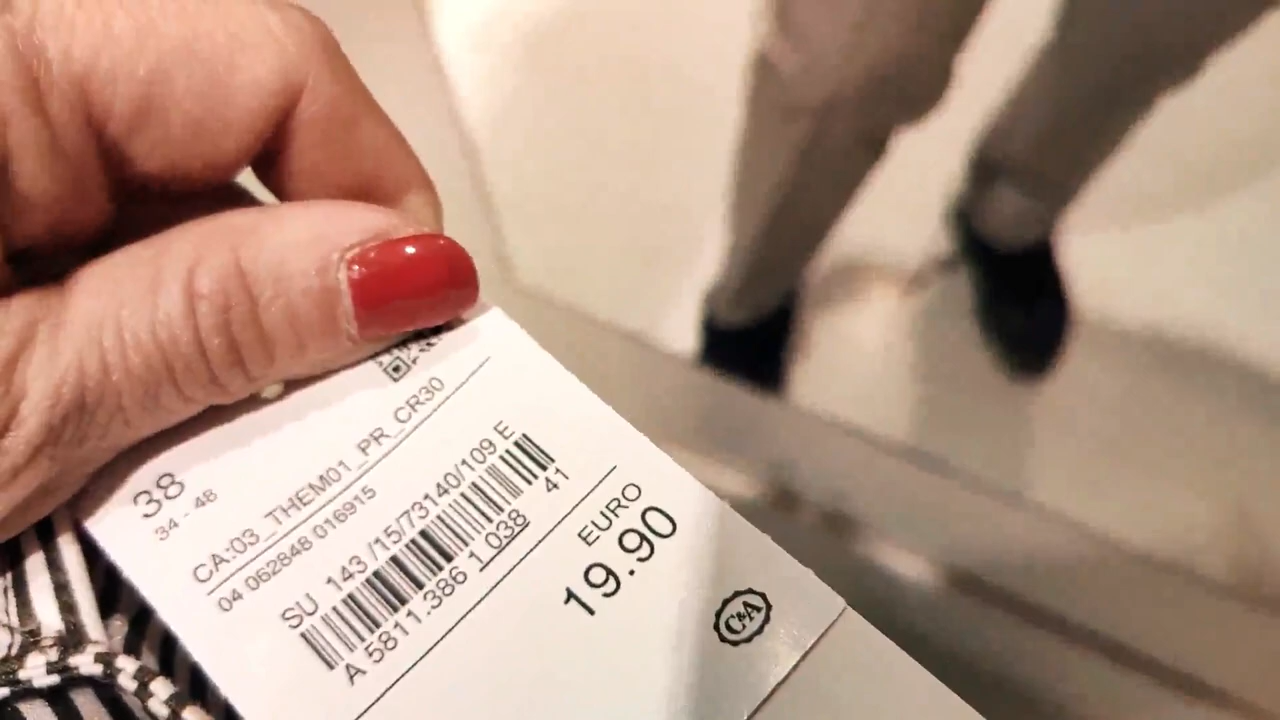 38
34 - 48
CA:03_THEM01_PR_CR30
04 062848 016915
SU 143 /15/73140/109 E
41
A 5811.386 1 038
EURO
19.90
C&A